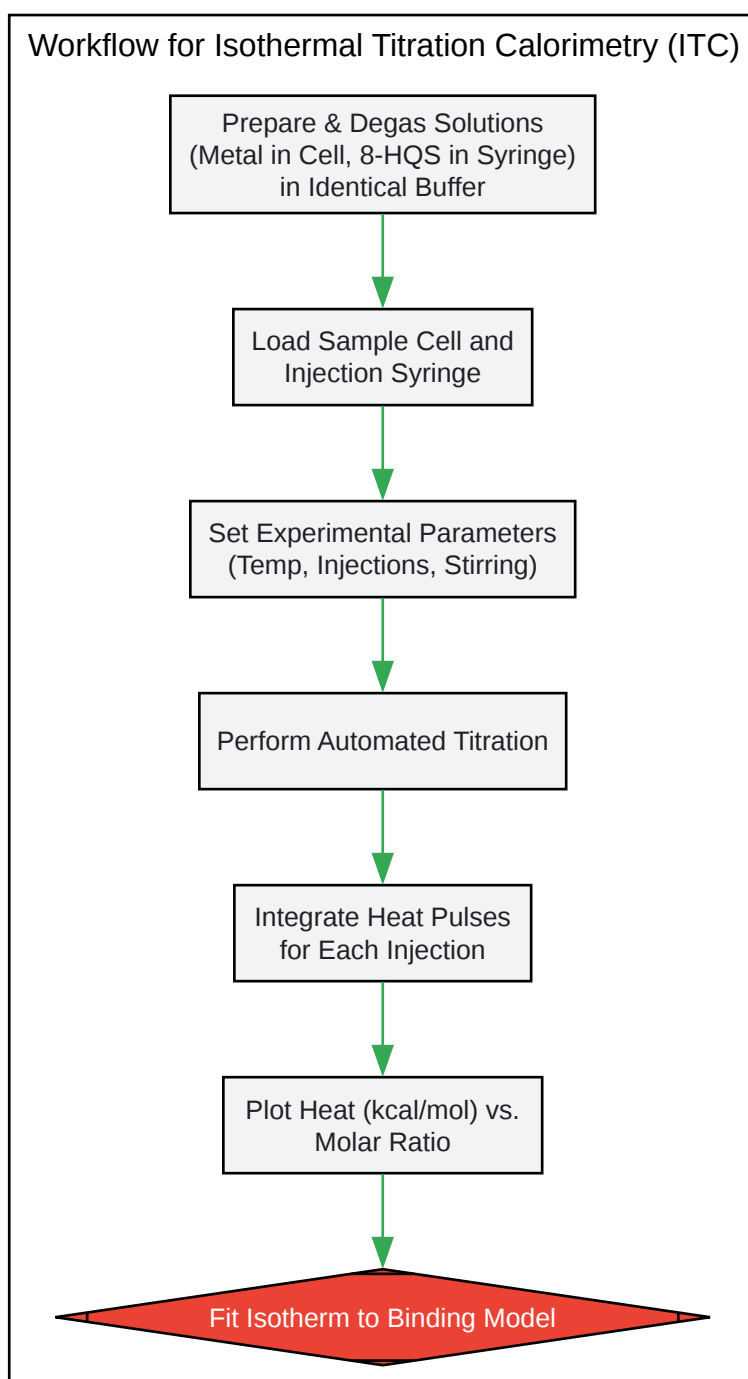 Workflow for Isothermal Titration Calorimetry (ITC)
Prepare & Degas Solutions
(Metal in Cell, 8-HQS in Syringe)
in Identical Buffer
Load Sample Cell and
Injection Syringe
Set Experimental Parameters
(Temp, Injections, Stirring)
Perform Automated Titration
Integrate Heat Pulses
for Each Injection
Plot Heat (kcal/mol) vs.
Molar Ratio
Fit Isotherm to Binding Model